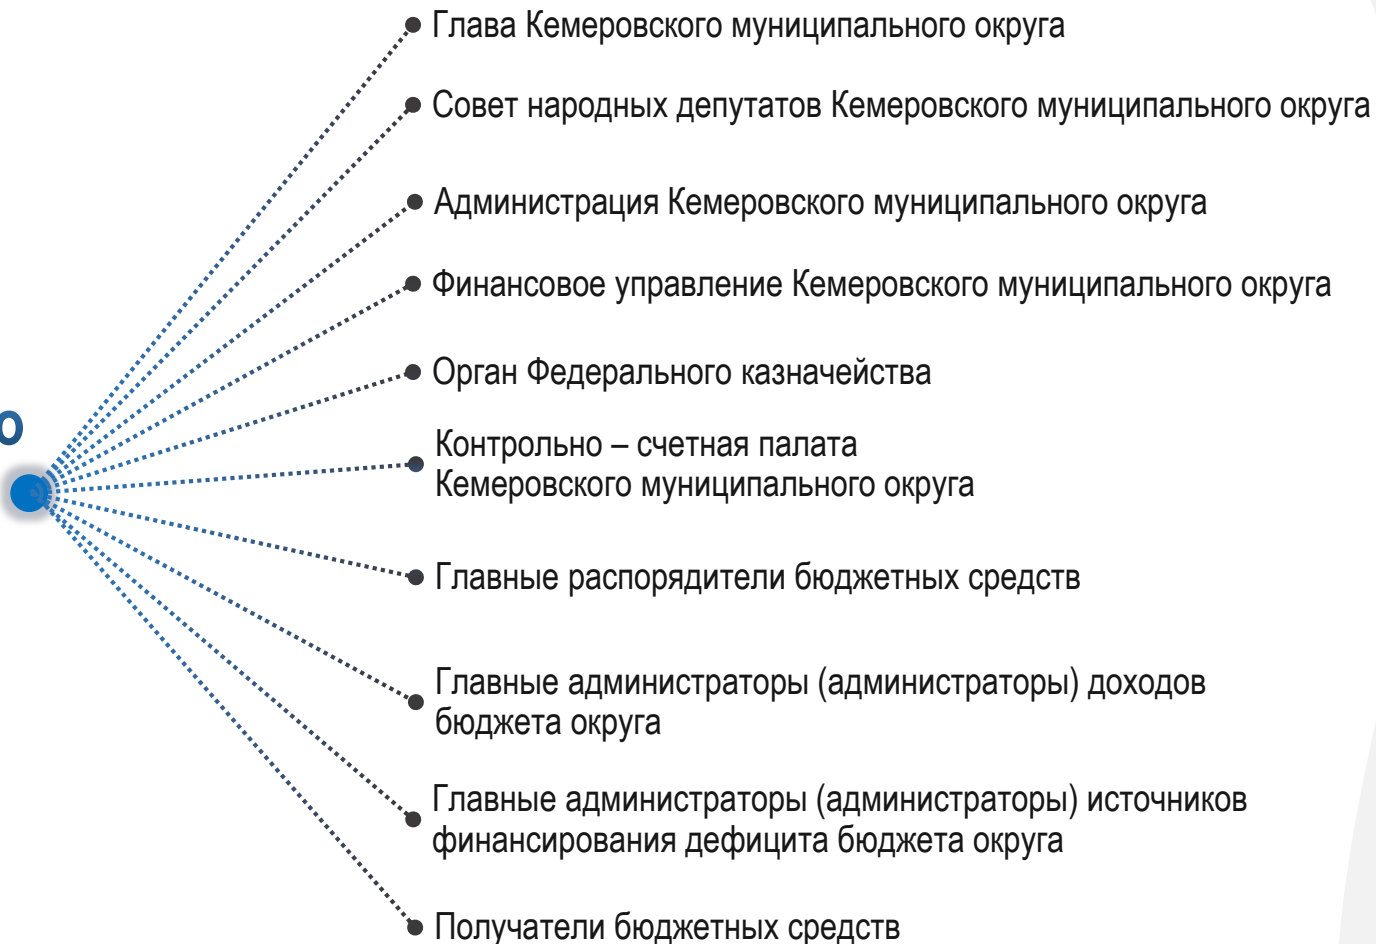 Глава Кемеровского муниципального округа
Совет народных депутатов Кемеровского муниципального округа
Администрация Кемеровского муниципального округа
Финансовое управление Кемеровского муниципального округа
Орган Федерального казначейства
Контрольно – счетная палата
Кемеровского муниципального округа
Главные распорядители бюджетных средств
Главные администраторы (администраторы) доходов
бюджета округа
Главные администраторы (администраторы) источников
финансирования дефицита бюджета округа
Получатели бюджетных средств